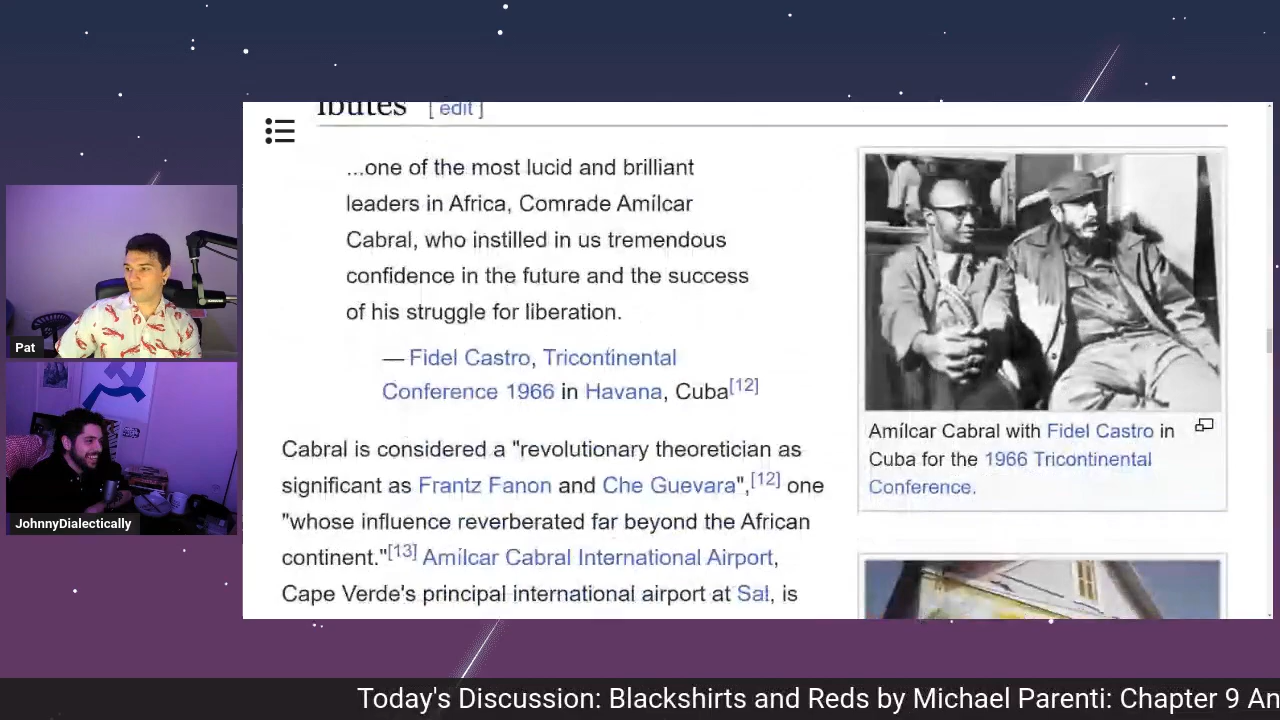 [ edit ]
...one of the most lucid and brilliant
leaders in Africa, Comrade Amílcar
Cabral, who instilled in us tremendous
confidence in the future and the success
of his struggle for liberation.
— Fidel Castro, Tricontinental
Conference 1966 in Havana, Cuba[12]
Cabral is considered a "revolutionary theoretician as
significant as Frantz Fanon and Che Guevara",[12] one
"whose influence reverberated far beyond the African
continent."[13] Amílcar Cabral International Airport,
Cape Verde's principal international airport at Sal, is
Amílcar Cabral with Fidel Castro in
Cuba for the 1966 Tricontinental
Conference.
Pat
JohnnyDialectically
Today's Discussion: Blackshirts and Reds by Michael Parenti: Chapter 9 An